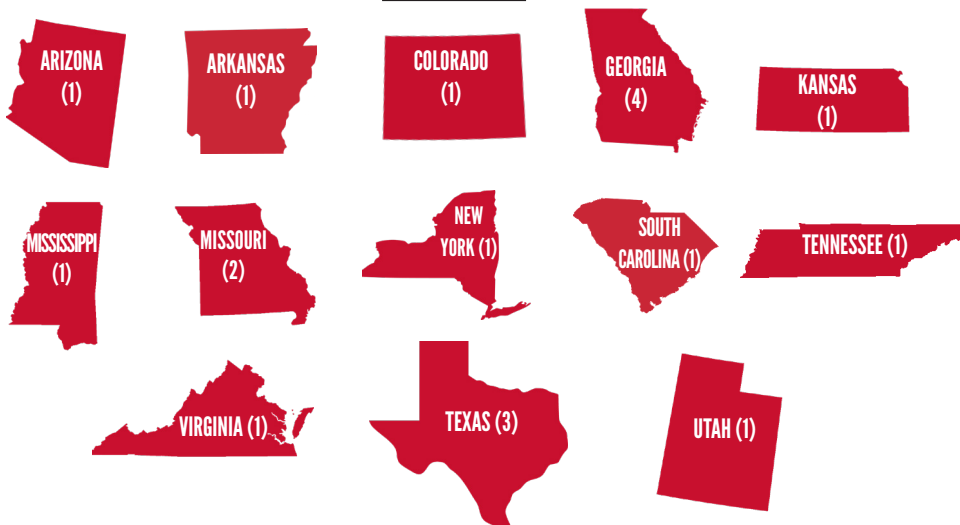 ARIZONA
(1)
ARKANSAS
(1)
COLORADO
(1)
GEORGIA
(4)
KANSAS
(1)
MISSISSIPPI
(1)
MISSOURI
(2)
NEW
YORK (1)
SOUTH
CAROLINA (1)
TENNESSEE (1)
VIRGINIA (1)
TEXAS (3)
UTAH (1)